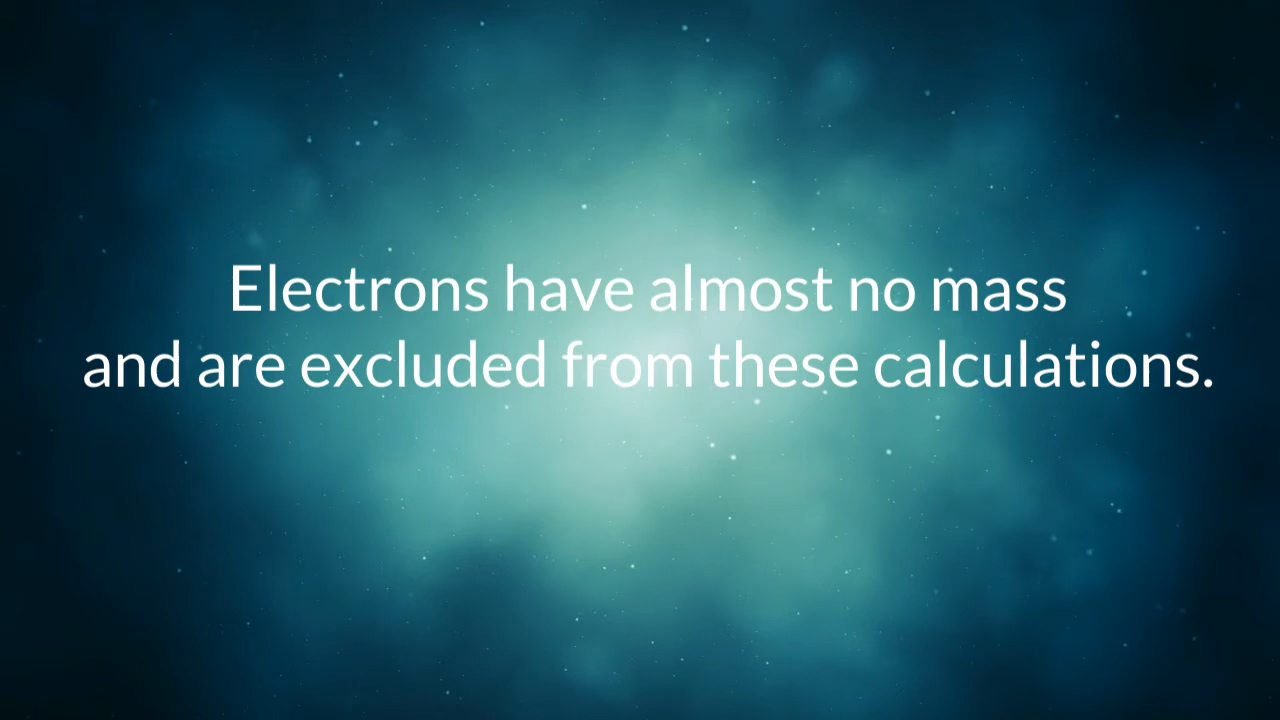 Electrons have almost no mass
and are excluded from these calculations.